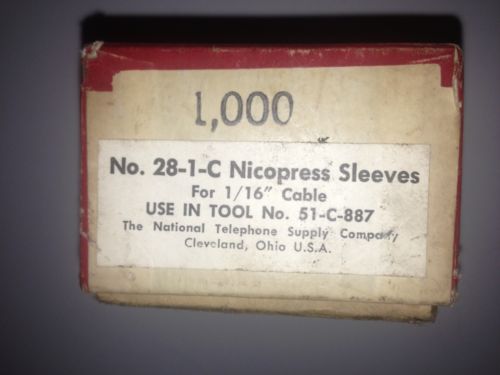 1,000
No. 28-1-C Nicopress Sleeves
For 1/16" Cable
USE IN TOOL No. 51-C-887
The National Telephone Supply Company
Cleveland, Ohio U.S.A.